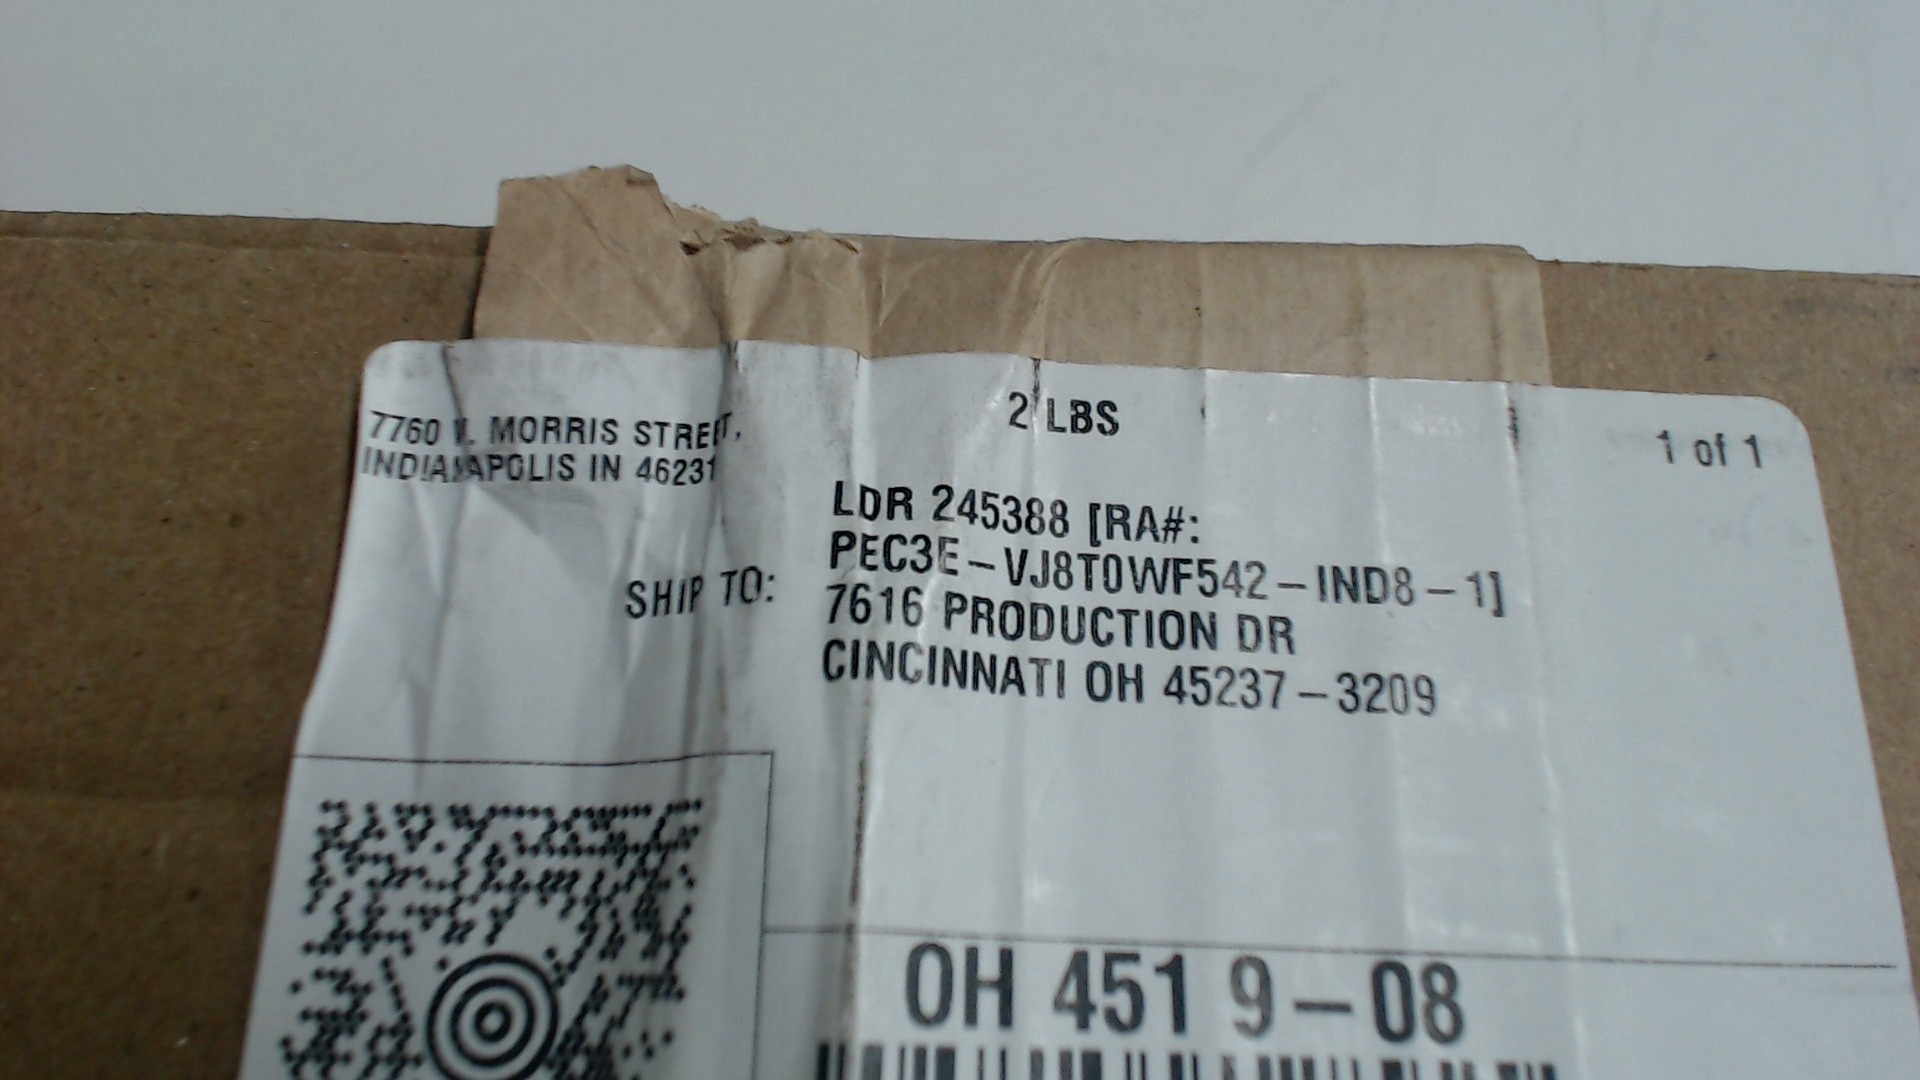 7760 W. MORRIS STREET,
INDIANAPOLIS IN 46231
2 LBS
1 of 1
SHIP TO:
LDR 245388 [RA#:
PEC3E-VJ8T0WF542-IND8-1]
7616 PRODUCTION DR
CINCINNATI OH 45237-3209
OH 451 9-08